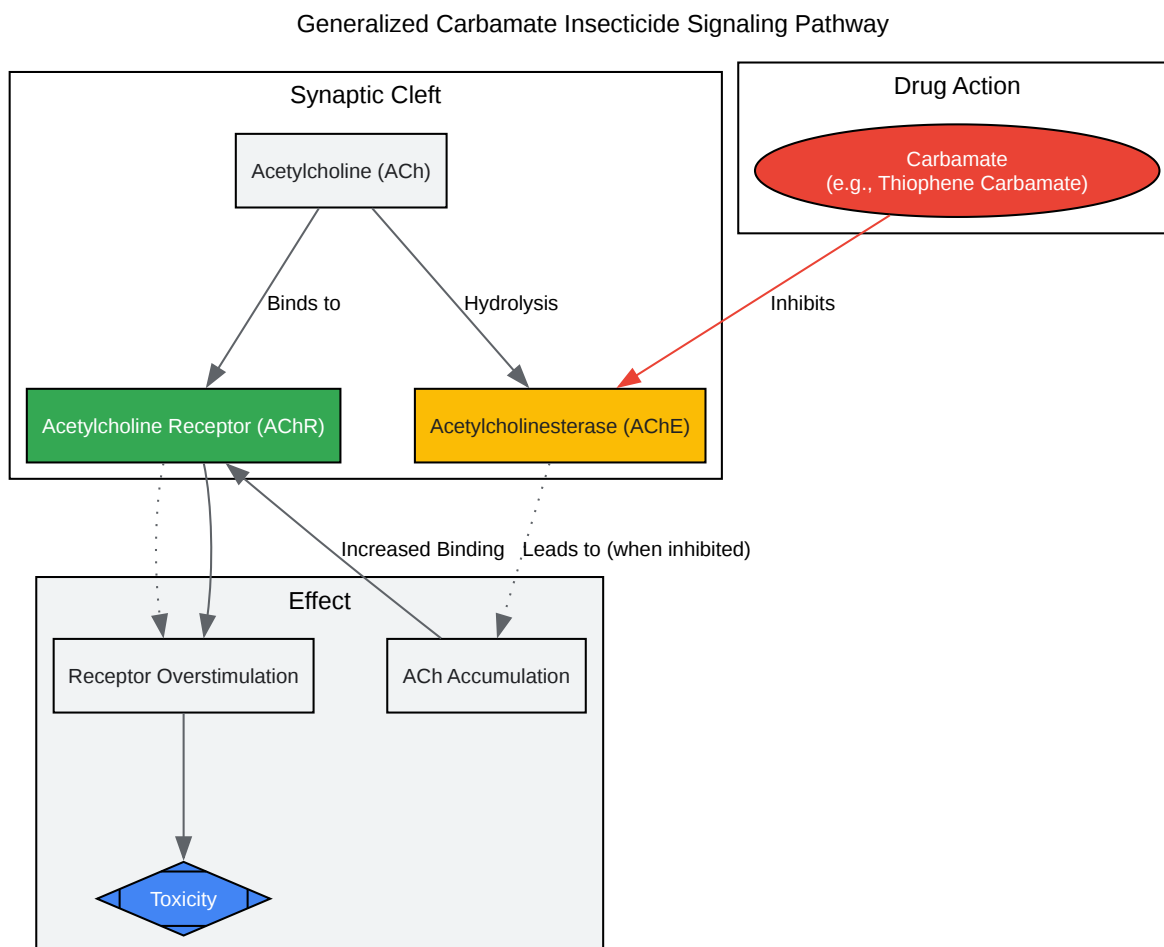 Generalized Carbamate Insecticide Signaling Pathway
Synaptic Cleft
Drug Action
Acetylcholine (ACh)
Carbamate
(e.g., Thiophene Carbamate)
Binds to
Hydrolysis
Inhibits
Acetylcholine Receptor (AChR)
Acetylcholinesterase (AChE)
Increased Binding
Leads to (when inhibited)
Effect
Receptor Overstimulation
ACh Accumulation
Toxicity